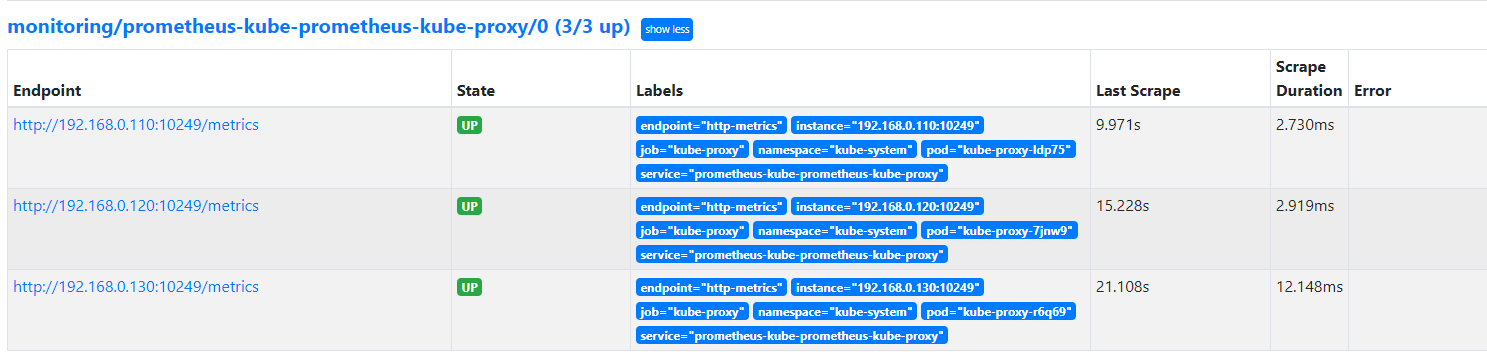 monitoring/prometheus-kube-prometheus-kube-proxy/0 (3/3 up) show less
Endpoint State Labels Last Scrape Scrape Duration Error
http://192.168.0.110:10249/metrics UP endpoint="http-metrics" instance="192.168.0.110:10249" 9.971s 2.730ms
job="kube-proxy" namespace="kube-system" pod="kube-proxy-ldp75"
service="prometheus-kube-prometheus-kube-proxy"
http://192.168.0.120:10249/metrics UP endpoint="http-metrics" instance="192.168.0.120:10249" 15.228s 2.919ms
job="kube-proxy" namespace="kube-system" pod="kube-proxy-7jnw9"
service="prometheus-kube-prometheus-kube-proxy"
http://192.168.0.130:10249/metrics UP endpoint="http-metrics" instance="192.168.0.130:10249" 21.108s 12.148ms
job="kube-proxy" namespace="kube-system" pod="kube-proxy-r6q69"
service="prometheus-kube-prometheus-kube-proxy"